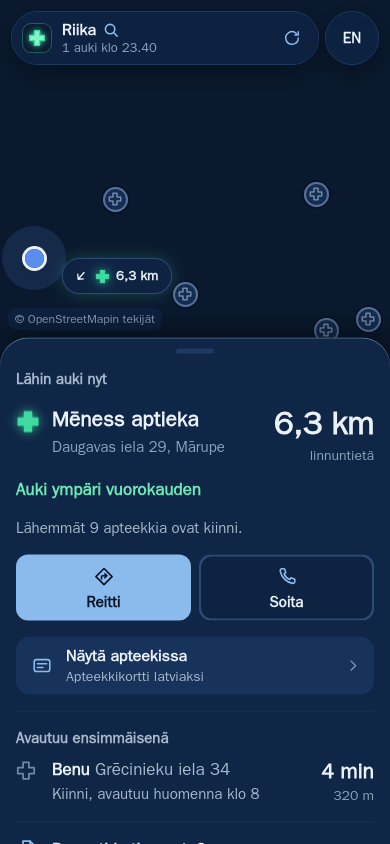 Riika
1 auki klo 23.40
EN
6,3 km
© OpenStreetMapin tekijät
Lähin auki nyt
Mēness aptieka
6,3 km
Daugavas iela 29, Mārupe
linnuntietä
Auki ympäri vuorokauden
Lähemmät 9 apteekkia ovat kiinni.
Reitti
Soita
Näytä apteekissa
Apteekkikortti latviaksi
Avautuu ensimmäisenä
Benu Grēcinieku iela 34
4 min
Kiinni, avautuu huomenna klo 8
320 m